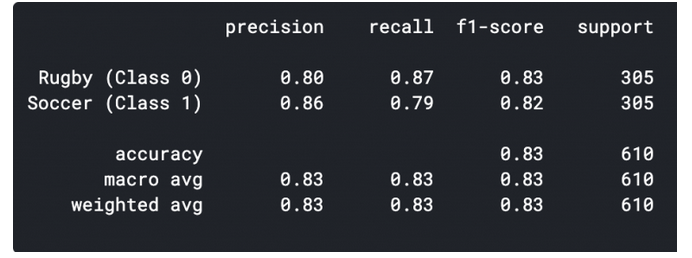 precision recall f1-score support
Rugby (Class 0) 0.80 0.87 0.83 305
Soccer (Class 1) 0.86 0.79 0.82 305
accuracy 0.83 610
macro avg 0.83 0.83 0.83 610
weighted avg 0.83 0.83 0.83 610